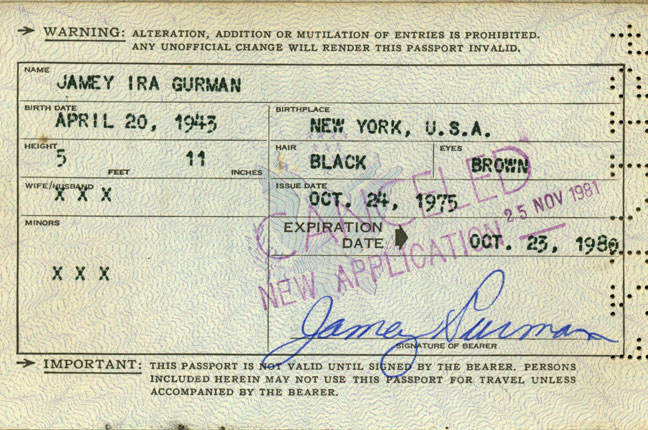 WARNING: ALTERATION, ADDITION OR MUTILATION OF ENTRIES IS PROHIBITED.
ANY UNOFFICIAL CHANGE WILL RENDER THIS PASSPORT INVALID.
NAME
JAMEY IRA GURMAN
BIRTH DATE
APRIL 20, 1943
BIRTHPLACE
NEW YORK, U.S.A.
HEIGHT
5 FEET 11 INCHES
HAIR
BLACK
EYES
BROWN
WIFE/HUSBAND
X X X
ISSUE DATE
OCT. 24, 1975
MINORS
X X X
EXPIRATION DATE
OCT. 23, 1980
CANCELED
NEW APPLICATION 25 NOV 1981
Jamey Gurman
SIGNATURE OF BEARER
IMPORTANT: THIS PASSPORT IS NOT VALID UNTIL SIGNED BY THE BEARER. PERSONS
INCLUDED HEREIN MAY NOT USE THIS PASSPORT FOR TRAVEL UNLESS
ACCOMPANIED BY THE BEARER.